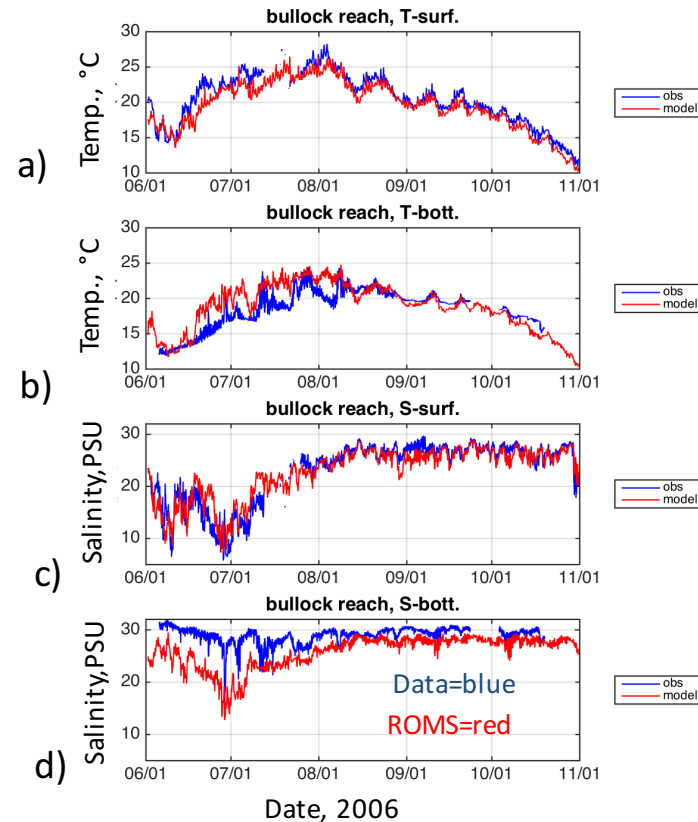 bullock reach, T-surf.
30
25
20
15
10
Temp., °C
a)
06/01 07/01 08/01 09/01 10/01 11/01
obs
model
bullock reach, T-bott.
30
25
20
15
10
Temp., °C
b)
06/01 07/01 08/01 09/01 10/01 11/01
obs
model
bullock reach, S-surf.
30
20
10
Salinity,PSU
c)
06/01 07/01 08/01 09/01 10/01 11/01
obs
model
bullock reach, S-bott.
30
20
10
Salinity,PSU
Data=blue
ROMS=red
d)
06/01 07/01 08/01 09/01 10/01 11/01
obs
model
Date, 2006